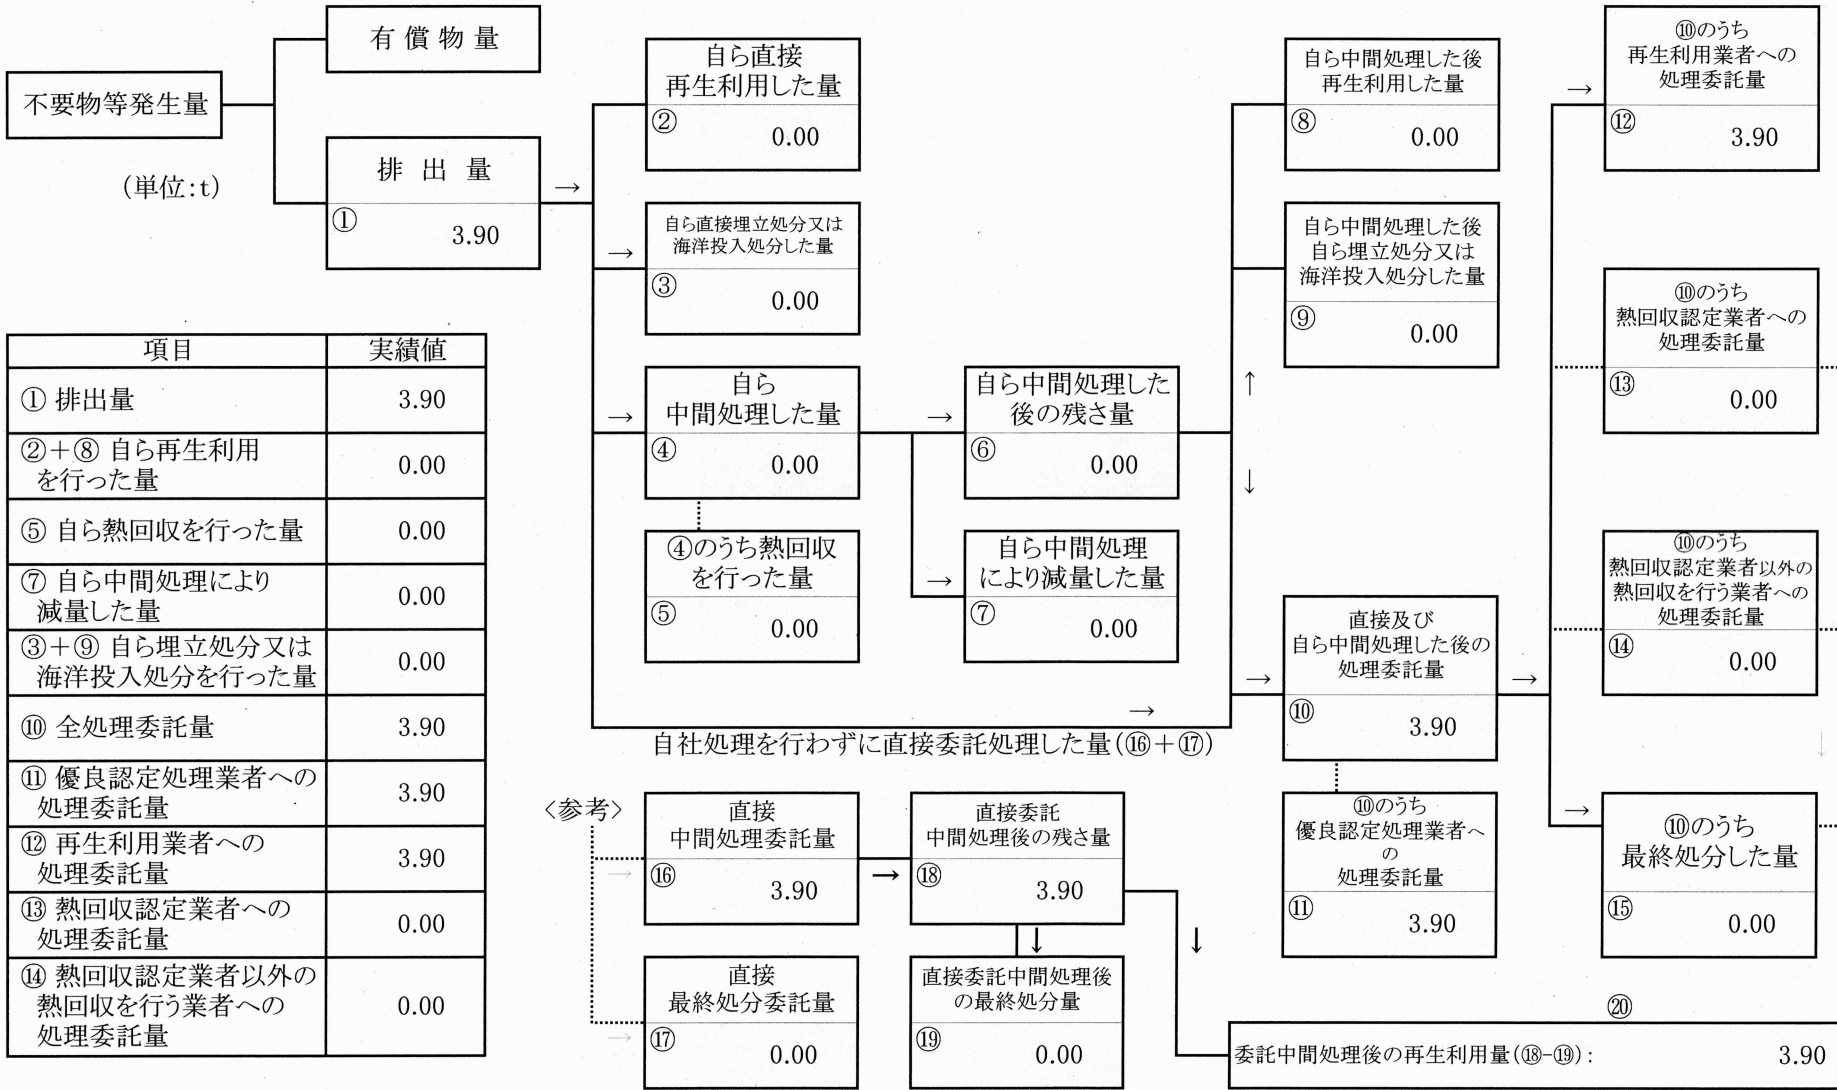 不要物等発生量
(単位:t)
有償物量
排出量
①
3.90
→
自ら直接
再生利用した量
②
0.00
→
自ら直接埋立処分又は
海洋投入処分した量
③
0.00
→
自ら
中間処理した量
④
0.00
④のうち熱回収
を行った量
⑤
0.00
→
自ら中間処理した
後の残さ量
⑥
0.00
→
自ら中間処理
により減量した量
⑦
0.00
↑
↓
自ら中間処理した後
再生利用した量
⑧
0.00
自ら中間処理した後
自ら埋立処分又は
海洋投入処分した量
⑨
0.00
→
自社処理を行わずに直接委託処理した量(⑯+⑰)
→
直接及び
自ら中間処理した後の
処理委託量
⑩
3.90
⑩のうち
優良認定処理業者へ
の
処理委託量
⑪
3.90
→
→
⑩のうち
再生利用業者への
処理委託量
⑫
3.90
⑩のうち
熱回収認定業者への
処理委託量
⑬
0.00
⑩のうち
熱回収認定業者以外の
熱回収を行う業者への
処理委託量
⑭
0.00
↓
→
⑩のうち
最終処分した量
⑮
0.00
項目 実績値
① 排出量 3.90
②+⑧ 自ら再生利用
を行った量 0.00
⑤ 自ら熱回収を行った量 0.00
⑦ 自ら中間処理により
減量した量 0.00
③+⑨ 自ら埋立処分又は
海洋投入処分を行った量 0.00
⑩ 全処理委託量 3.90
⑪ 優良認定処理業者への
処理委託量 3.90
⑫ 再生利用業者への
処理委託量 3.90
⑬ 熱回収認定業者への
処理委託量 0.00
⑭ 熱回収認定業者以外の
熱回収を行う業者への
処理委託量 0.00
〈参考〉
→
直接
中間処理委託量
⑯
3.90
→
直接委託
中間処理後の残さ量
⑱
3.90
↓
↓
→
直接
最終処分委託量
⑰
0.00
直接委託中間処理後
の最終処分量
⑲
0.00
⑳
委託中間処理後の再生利用量(⑱-⑲): 3.90